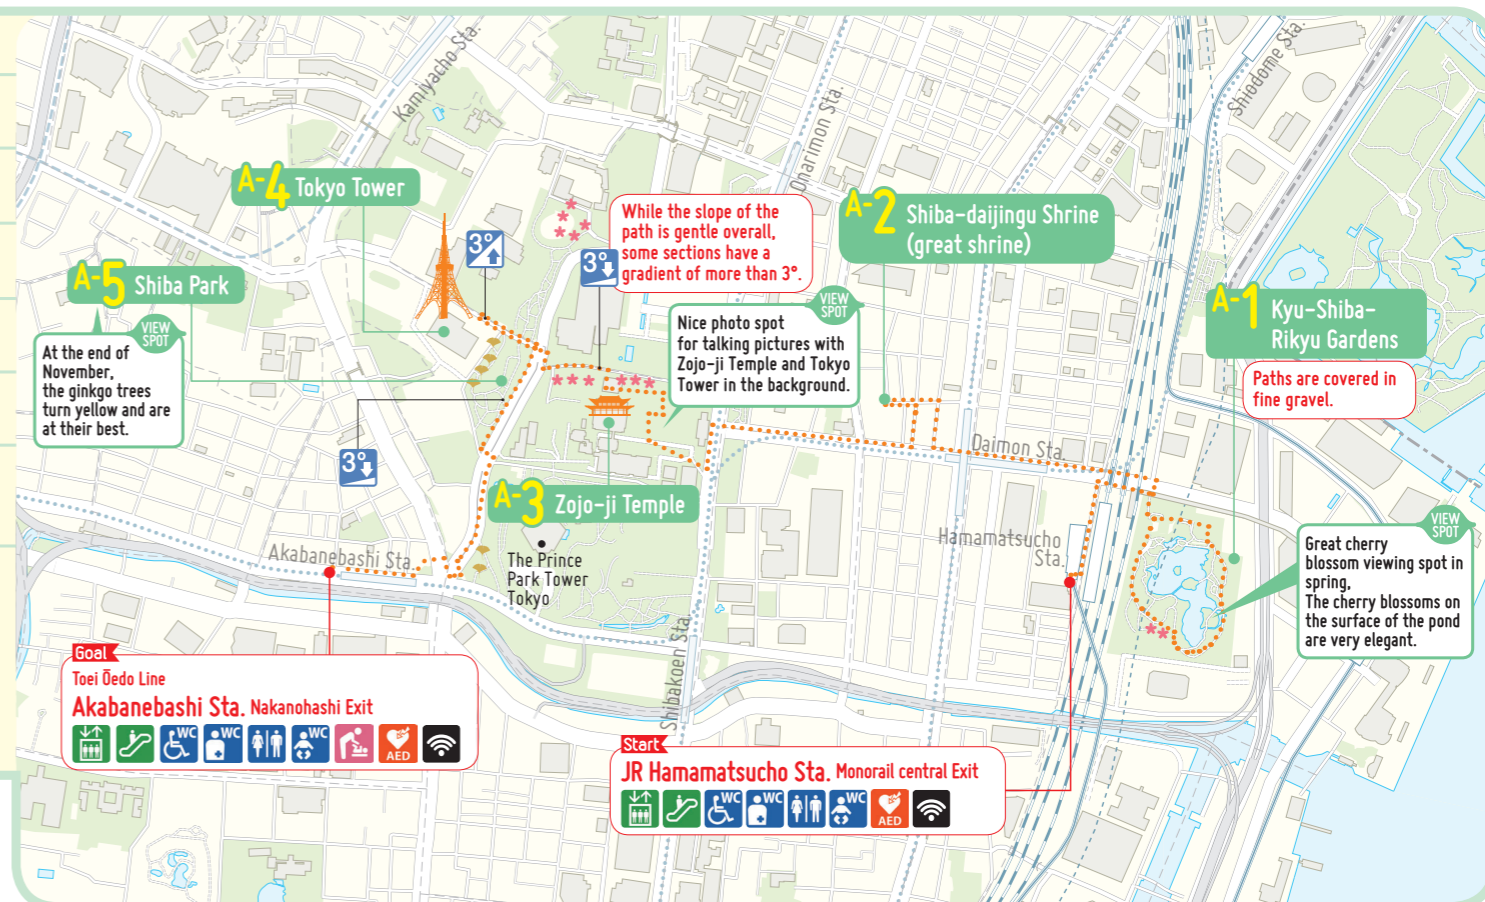 Kamiyacho Sta.
Onarimon Sta.
Shiodome Sta.
A-4 Tokyo Tower
3°
3°
While the slope of the
path is gentle overall,
some sections have a
gradient of more than 3°.
A-2 Shiba-daijingu Shrine
(great shrine)
A-5 Shiba Park
VIEW
SPOT
At the end of
November,
the ginkgo trees
turn yellow and are
at their best.
VIEW
SPOT
Nice photo spot
for talking pictures with
Zojo-ji Temple and Tokyo
Tower in the background.
A-1 Kyu-Shiba-
Rikyu Gardens
Paths are covered in
fine gravel.
3°
Daimon Sta.
A-3 Zojo-ji Temple
Hamamatsucho
Sta.
VIEW
SPOT
Great cherry
blossom viewing spot in
spring,
The cherry blossoms on
the surface of the pond
are very elegant.
Akabanebashi Sta.
The Prince
Park Tower
Tokyo
Shibakoen Sta.
Goal
Toei Ōedo Line
Akabanebashi Sta. Nakanohashi Exit
WC
WC
WC
AED
Start
JR Hamamatsucho Sta. Monorail central Exit
WC
WC
WC
AED